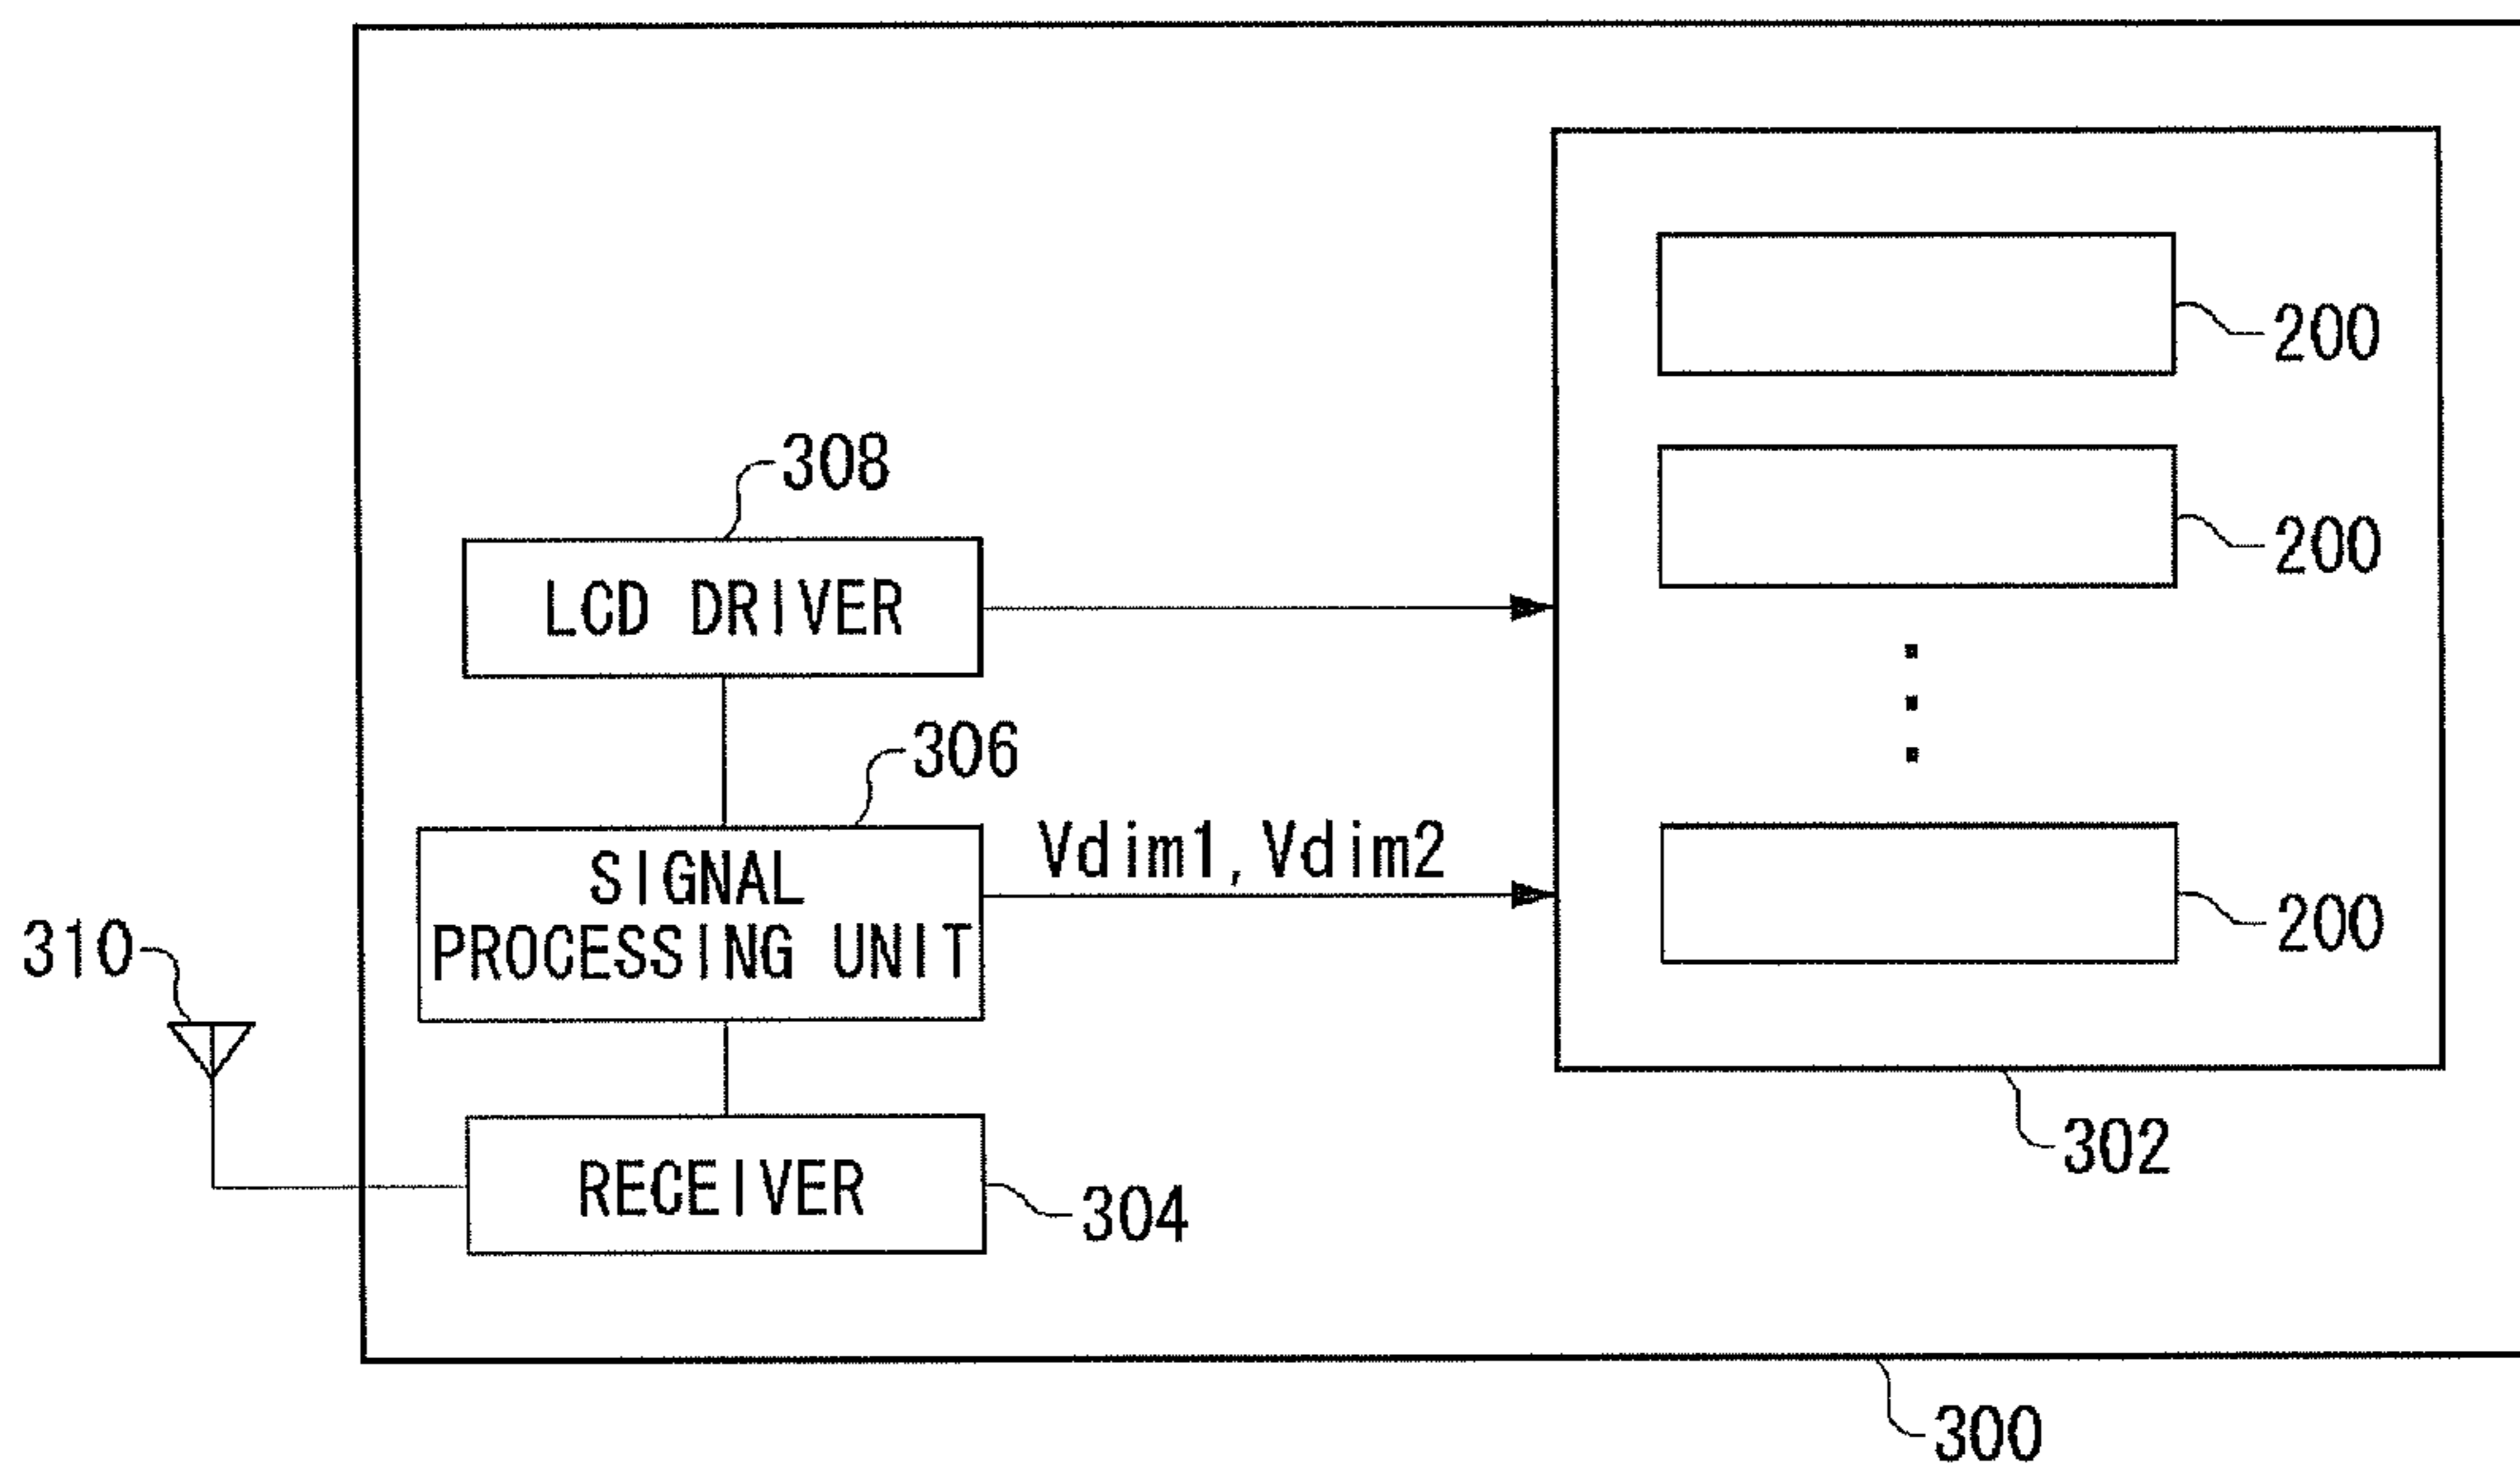 200
308
200
LCD DRIVER
306
Vdim1, Vdim2
SIGNAL
PROCESSING UNIT
310
200
302
RECEIVER
304
300